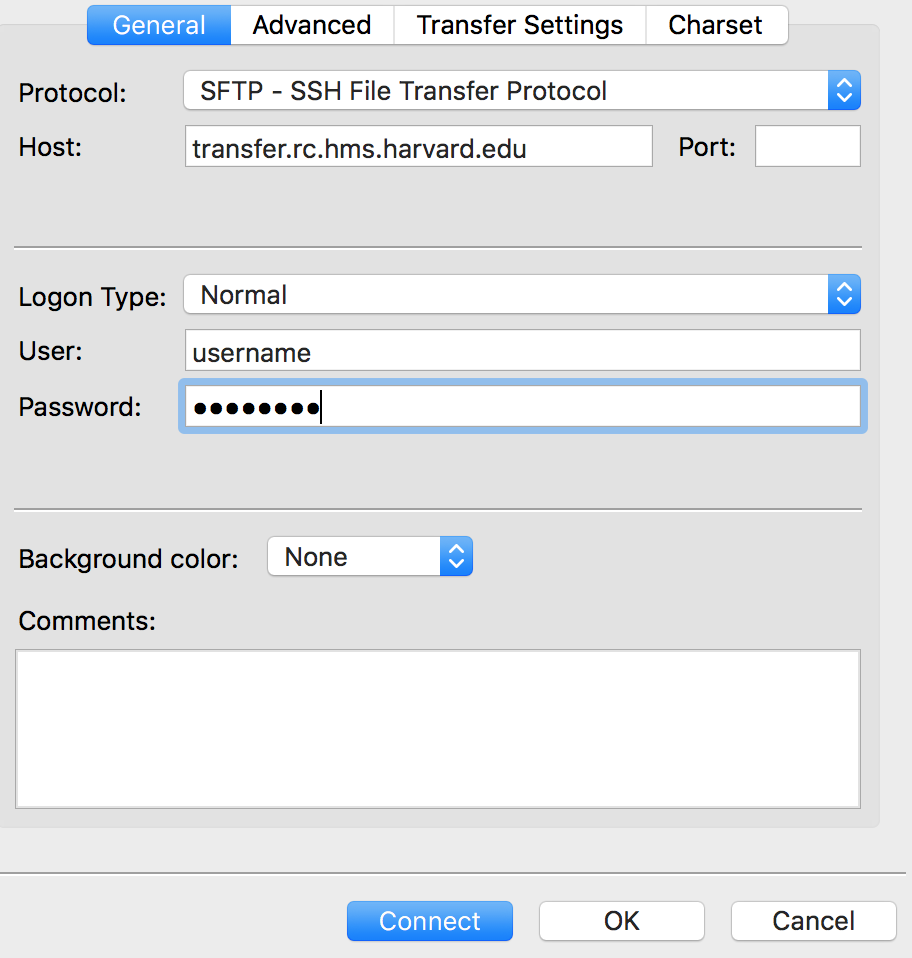 General Advanced Transfer Settings Charset
Protocol: SFTP - SSH File Transfer Protocol
Host: transfer.rc.hms.harvard.edu Port:
Logon Type: Normal
User: username
Password: ●●●●●●●●
Background color: None
Comments:
Connect OK Cancel